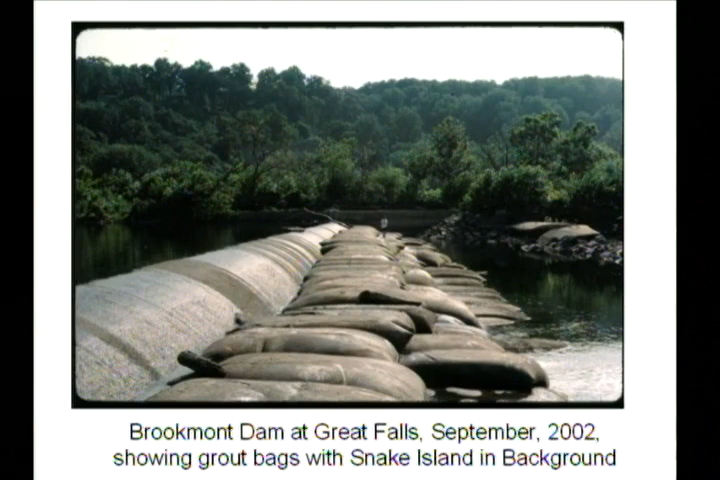 Brookmont Dam at Great Falls, September, 2002,
showing grout bags with Snake Island in Background